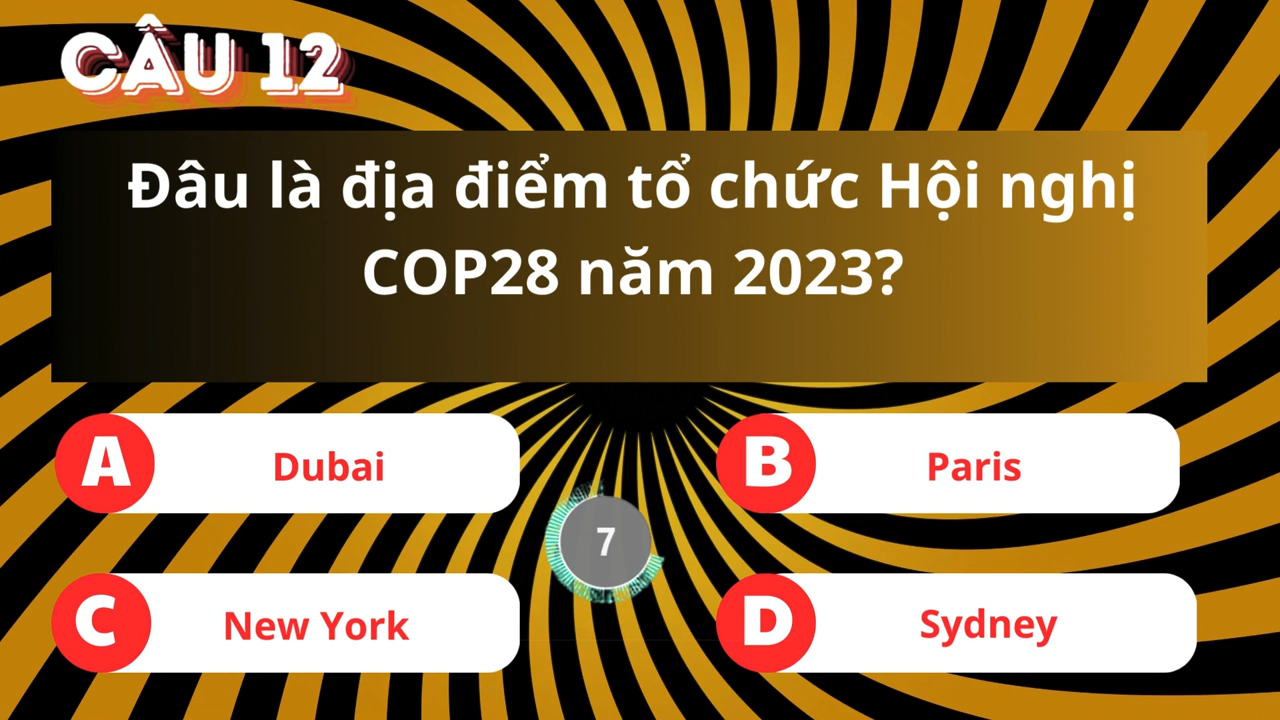 CÂU 12
Đâu là địa điểm tổ chức Hội nghị
COP28 năm 2023?
A Dubai
B Paris
7
C New York
D Sydney